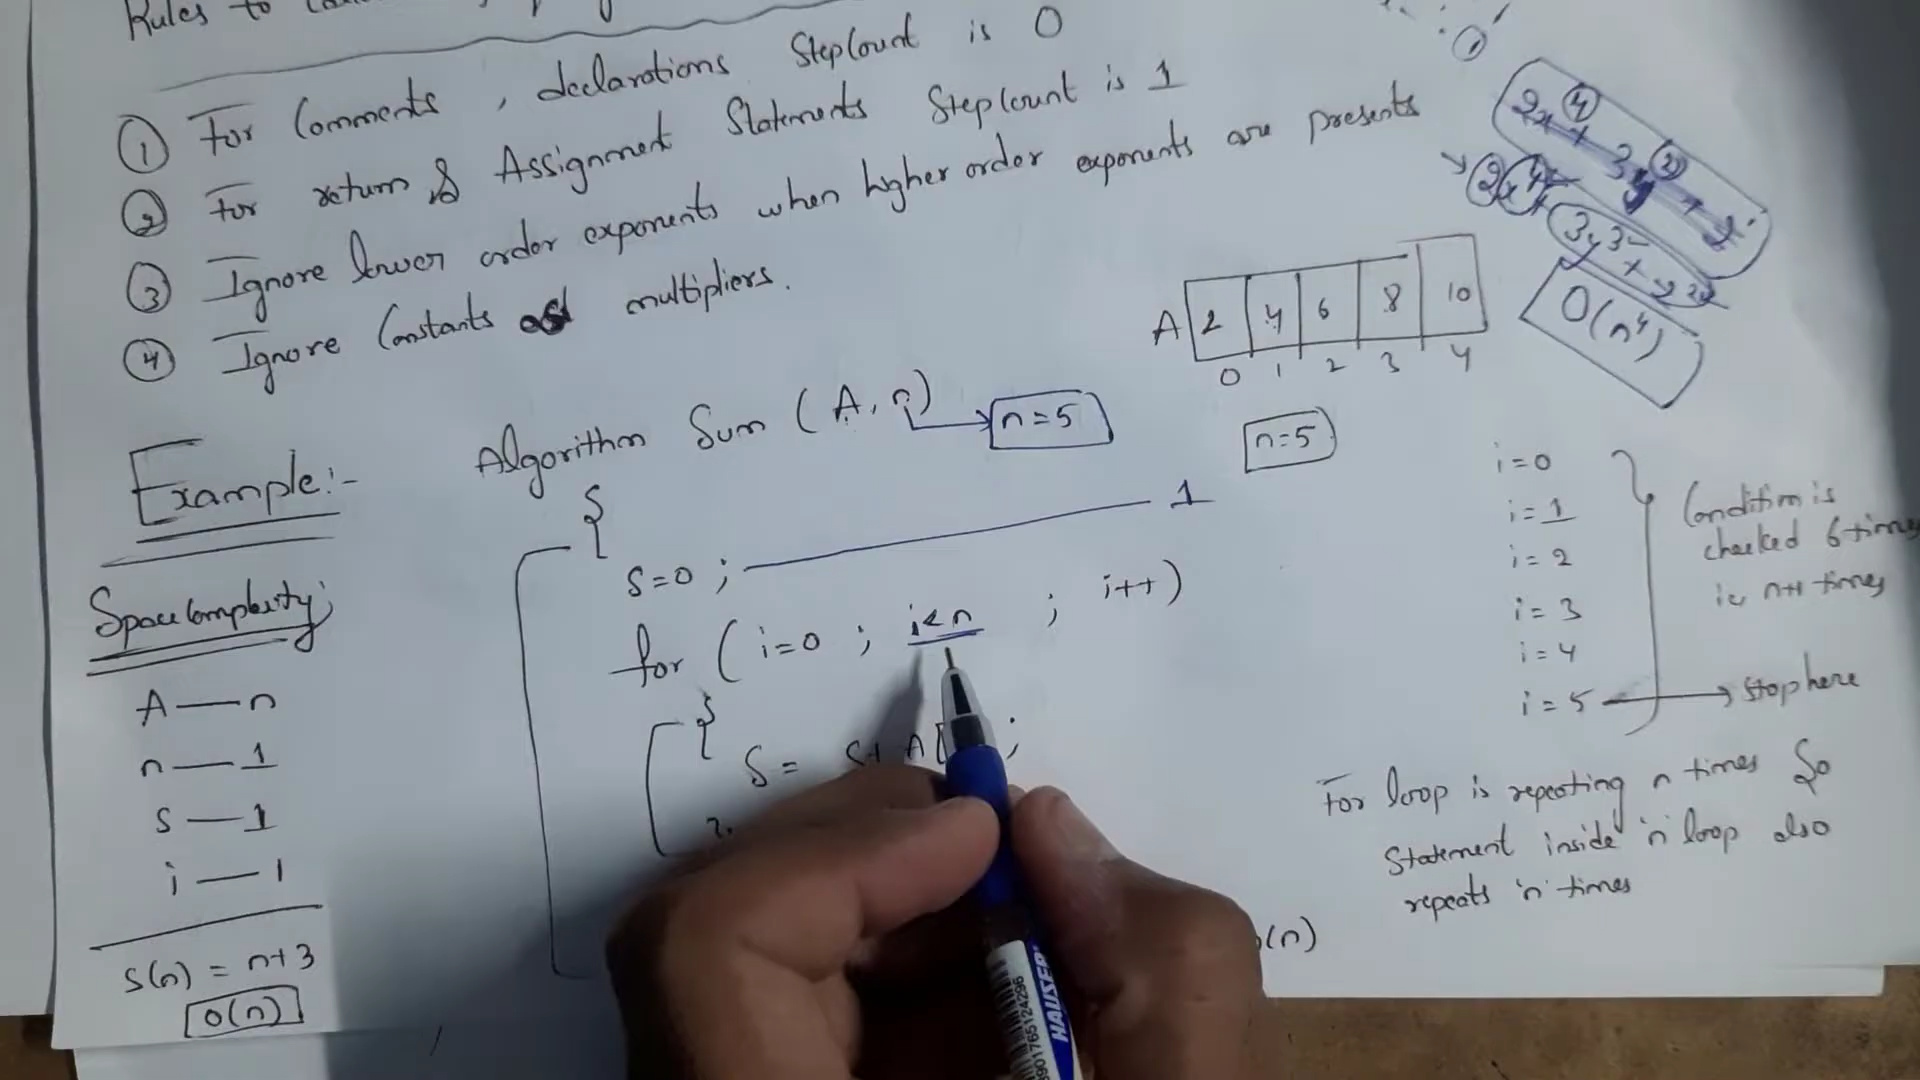 Rules to
① For Comments, declarations Stepcount is 0
② For return & Assignment Statements Stepcount is 1
③ Ignore lower order exponents when higher order exponents are presents
④ Ignore Constants multipliers.
O(n⁴)
A 2 4 6 8 10
0 1 2 3 4
n=5
Example:-
Algorithm Sum (A, n) n=5
{
S=0; 1
for (i=0; i<n; i++)
{
S = S+ A[ ;
Space Complexity;
A — n
n — 1
S — 1
i — 1
S(n) = n+3
O(n)
i=0
i=1
i=2
i=3
i=4
i=5 → Stop here
Condition is
checked 6 times
ie n+1 times
For loop is repeating n times So
Statement inside 'n' loop also
repeats 'n' times
(n)
HAUSER
8901765124296